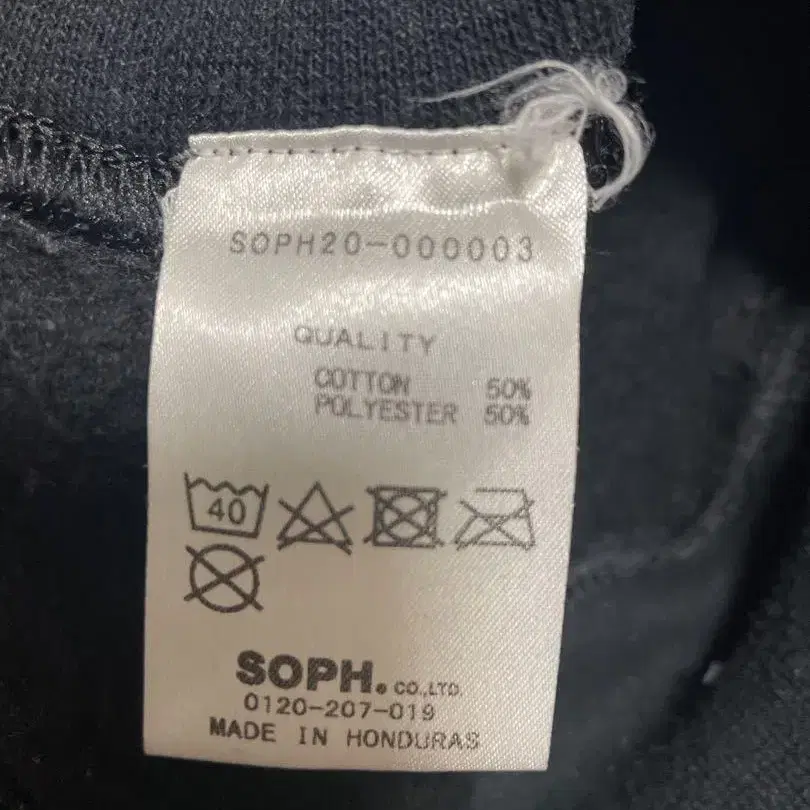 SOPH20-000003
QUALITY
COTTON 50%
POLYESTER 50%
40
SOPH. CO.,LTD.
0120-207-019
MADE IN HONDURAS